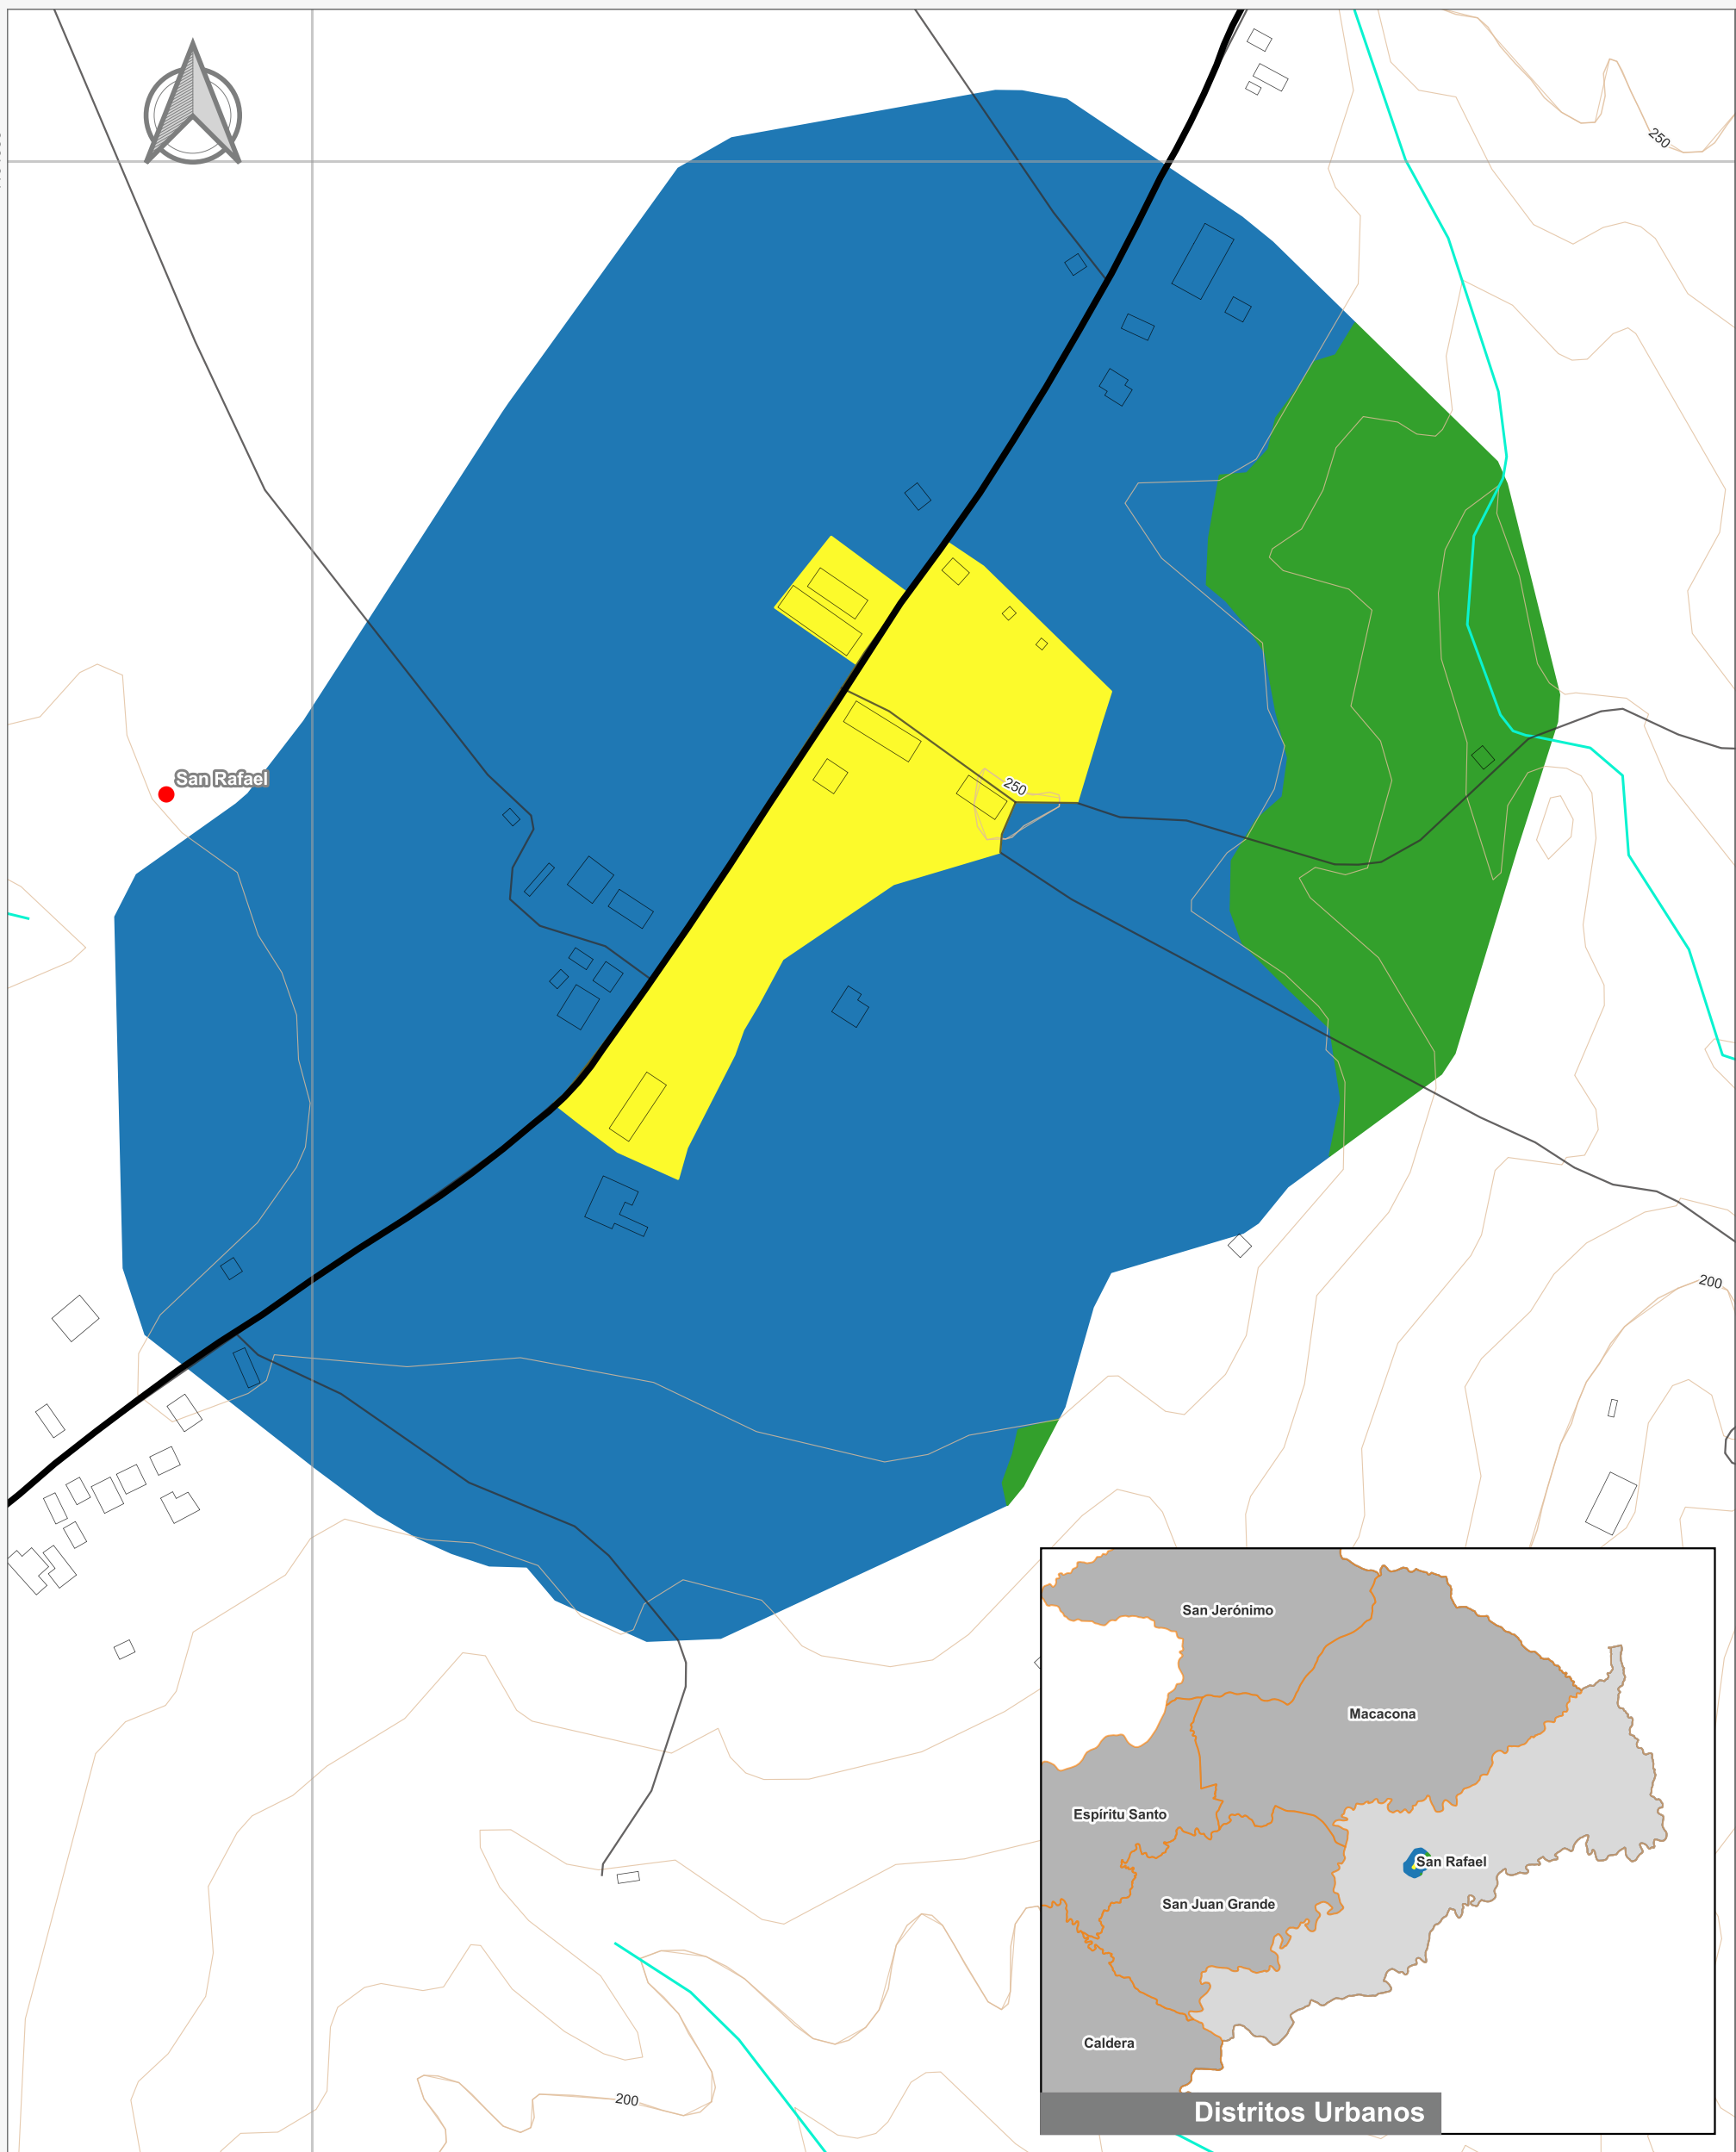 250
San Rafael
250
200
San Jerónimo
Macacona
Espíritu Santo
San Rafael
San Juan Grande
Caldera
200
Distritos Urbanos